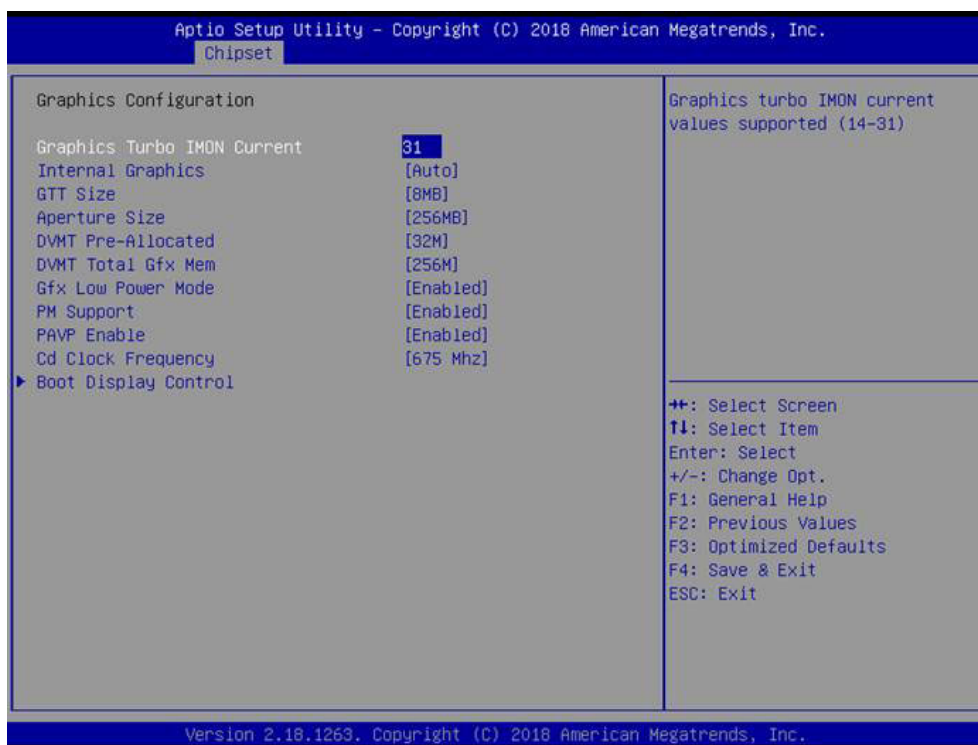 Aptio Setup Utility – Copyright (C) 2018 American Megatrends, Inc.
Chipset
Graphics Configuration
Graphics Turbo IMON Current 31
Internal Graphics [Auto]
GTT Size [8MB]
Aperture Size [256MB]
DVMT Pre-Allocated [32M]
DVMT Total Gfx Mem [256M]
Gfx Low Power Mode [Enabled]
PM Support [Enabled]
PAVP Enable [Enabled]
Cd Clock Frequency [675 Mhz]
Boot Display Control
Graphics turbo IMON current
values supported (14-31)
→←: Select Screen
↑↓: Select Item
Enter: Select
+/-: Change Opt.
F1: General Help
F2: Previous Values
F3: Optimized Defaults
F4: Save & Exit
ESC: Exit
Version 2.18.1263. Copyright (C) 2018 American Megatrends, Inc.